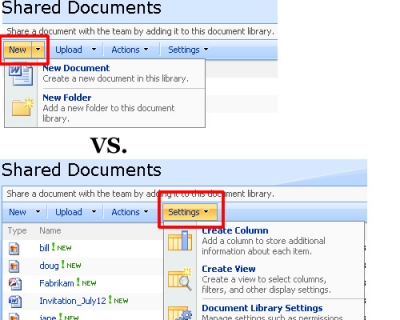 Shared Documents
Share a document with the team by adding it to this document library.
New Upload Actions Settings
New Document
Create a new document in this library.
New Folder
Add a new folder to this document
library.
vs.
Shared Documents
Share a document with the team by adding it to this document library.
New Upload Actions Settings
Type Name
Create Column
Add a column to store additional
information about each item.
bill ! NEW
doug ! NEW
Create View
Create a view to select columns,
filters, and other display settings.
Fabrikam ! NEW
Invitation_July12 ! NEW
Document Library Settings
Manage settings such as permissions,
jane ! NEW